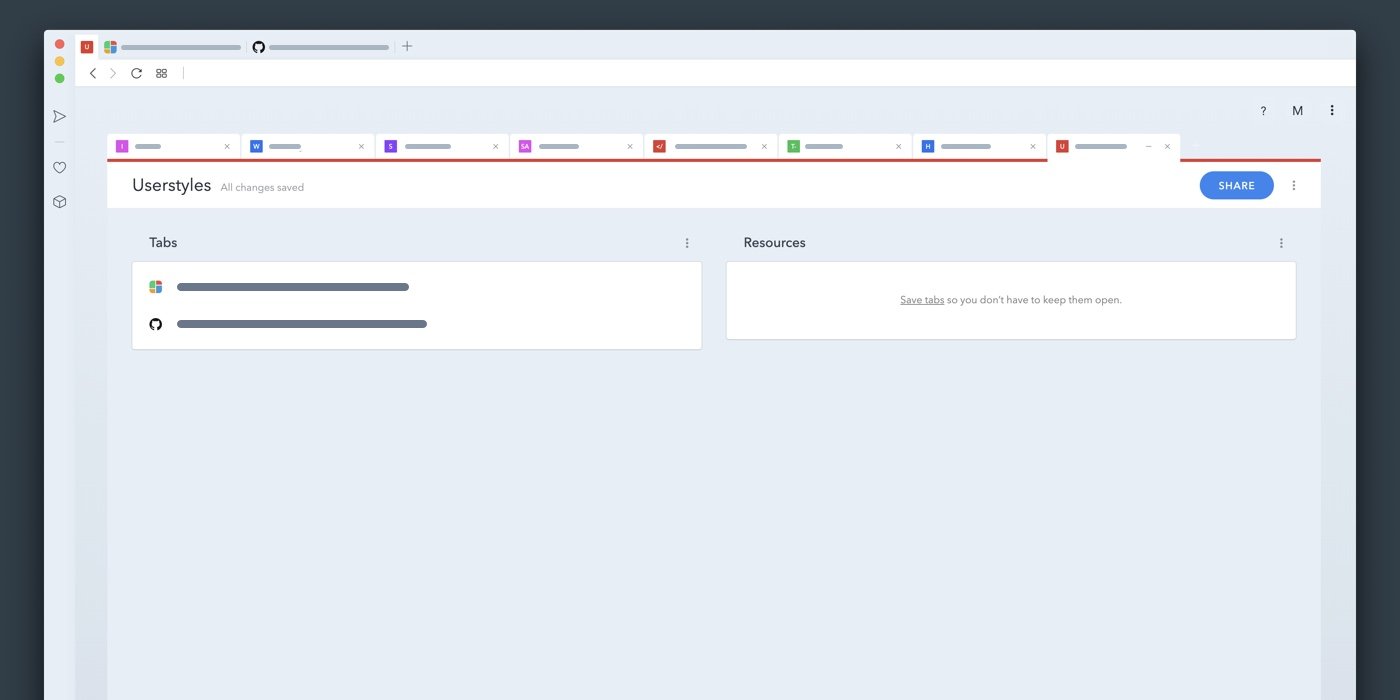 U
? M
I
W
S
SA
</>
T-
H
U
Userstyles All changes saved
SHARE
Tabs
Resources
Save tabs so you don't have to keep them open.